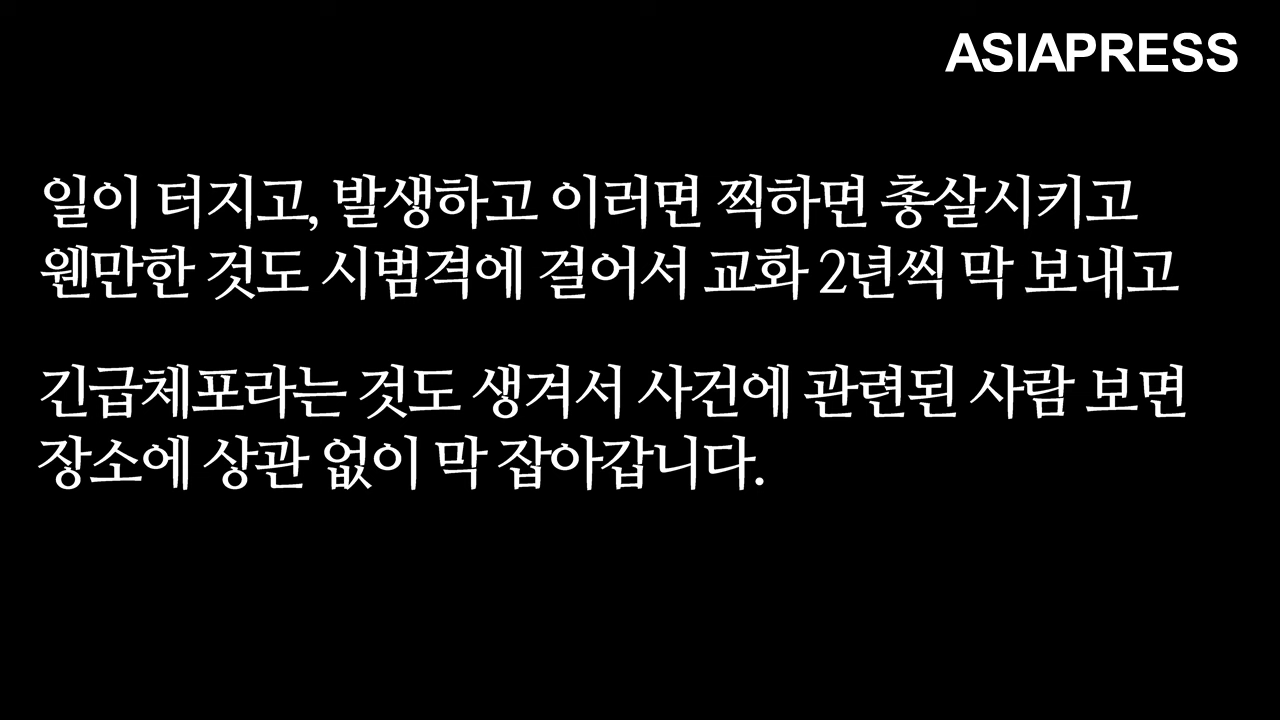 ASIAPRESS
일이 터지고, 발생하고 이러면 찍하면 총살시키고
웬만한 것도 시범격에 걸어서 교화 2년씩 막 보내고
긴급체포라는 것도 생겨서 사건에 관련된 사람 보면
장소에 상관 없이 막 잡아갑니다.